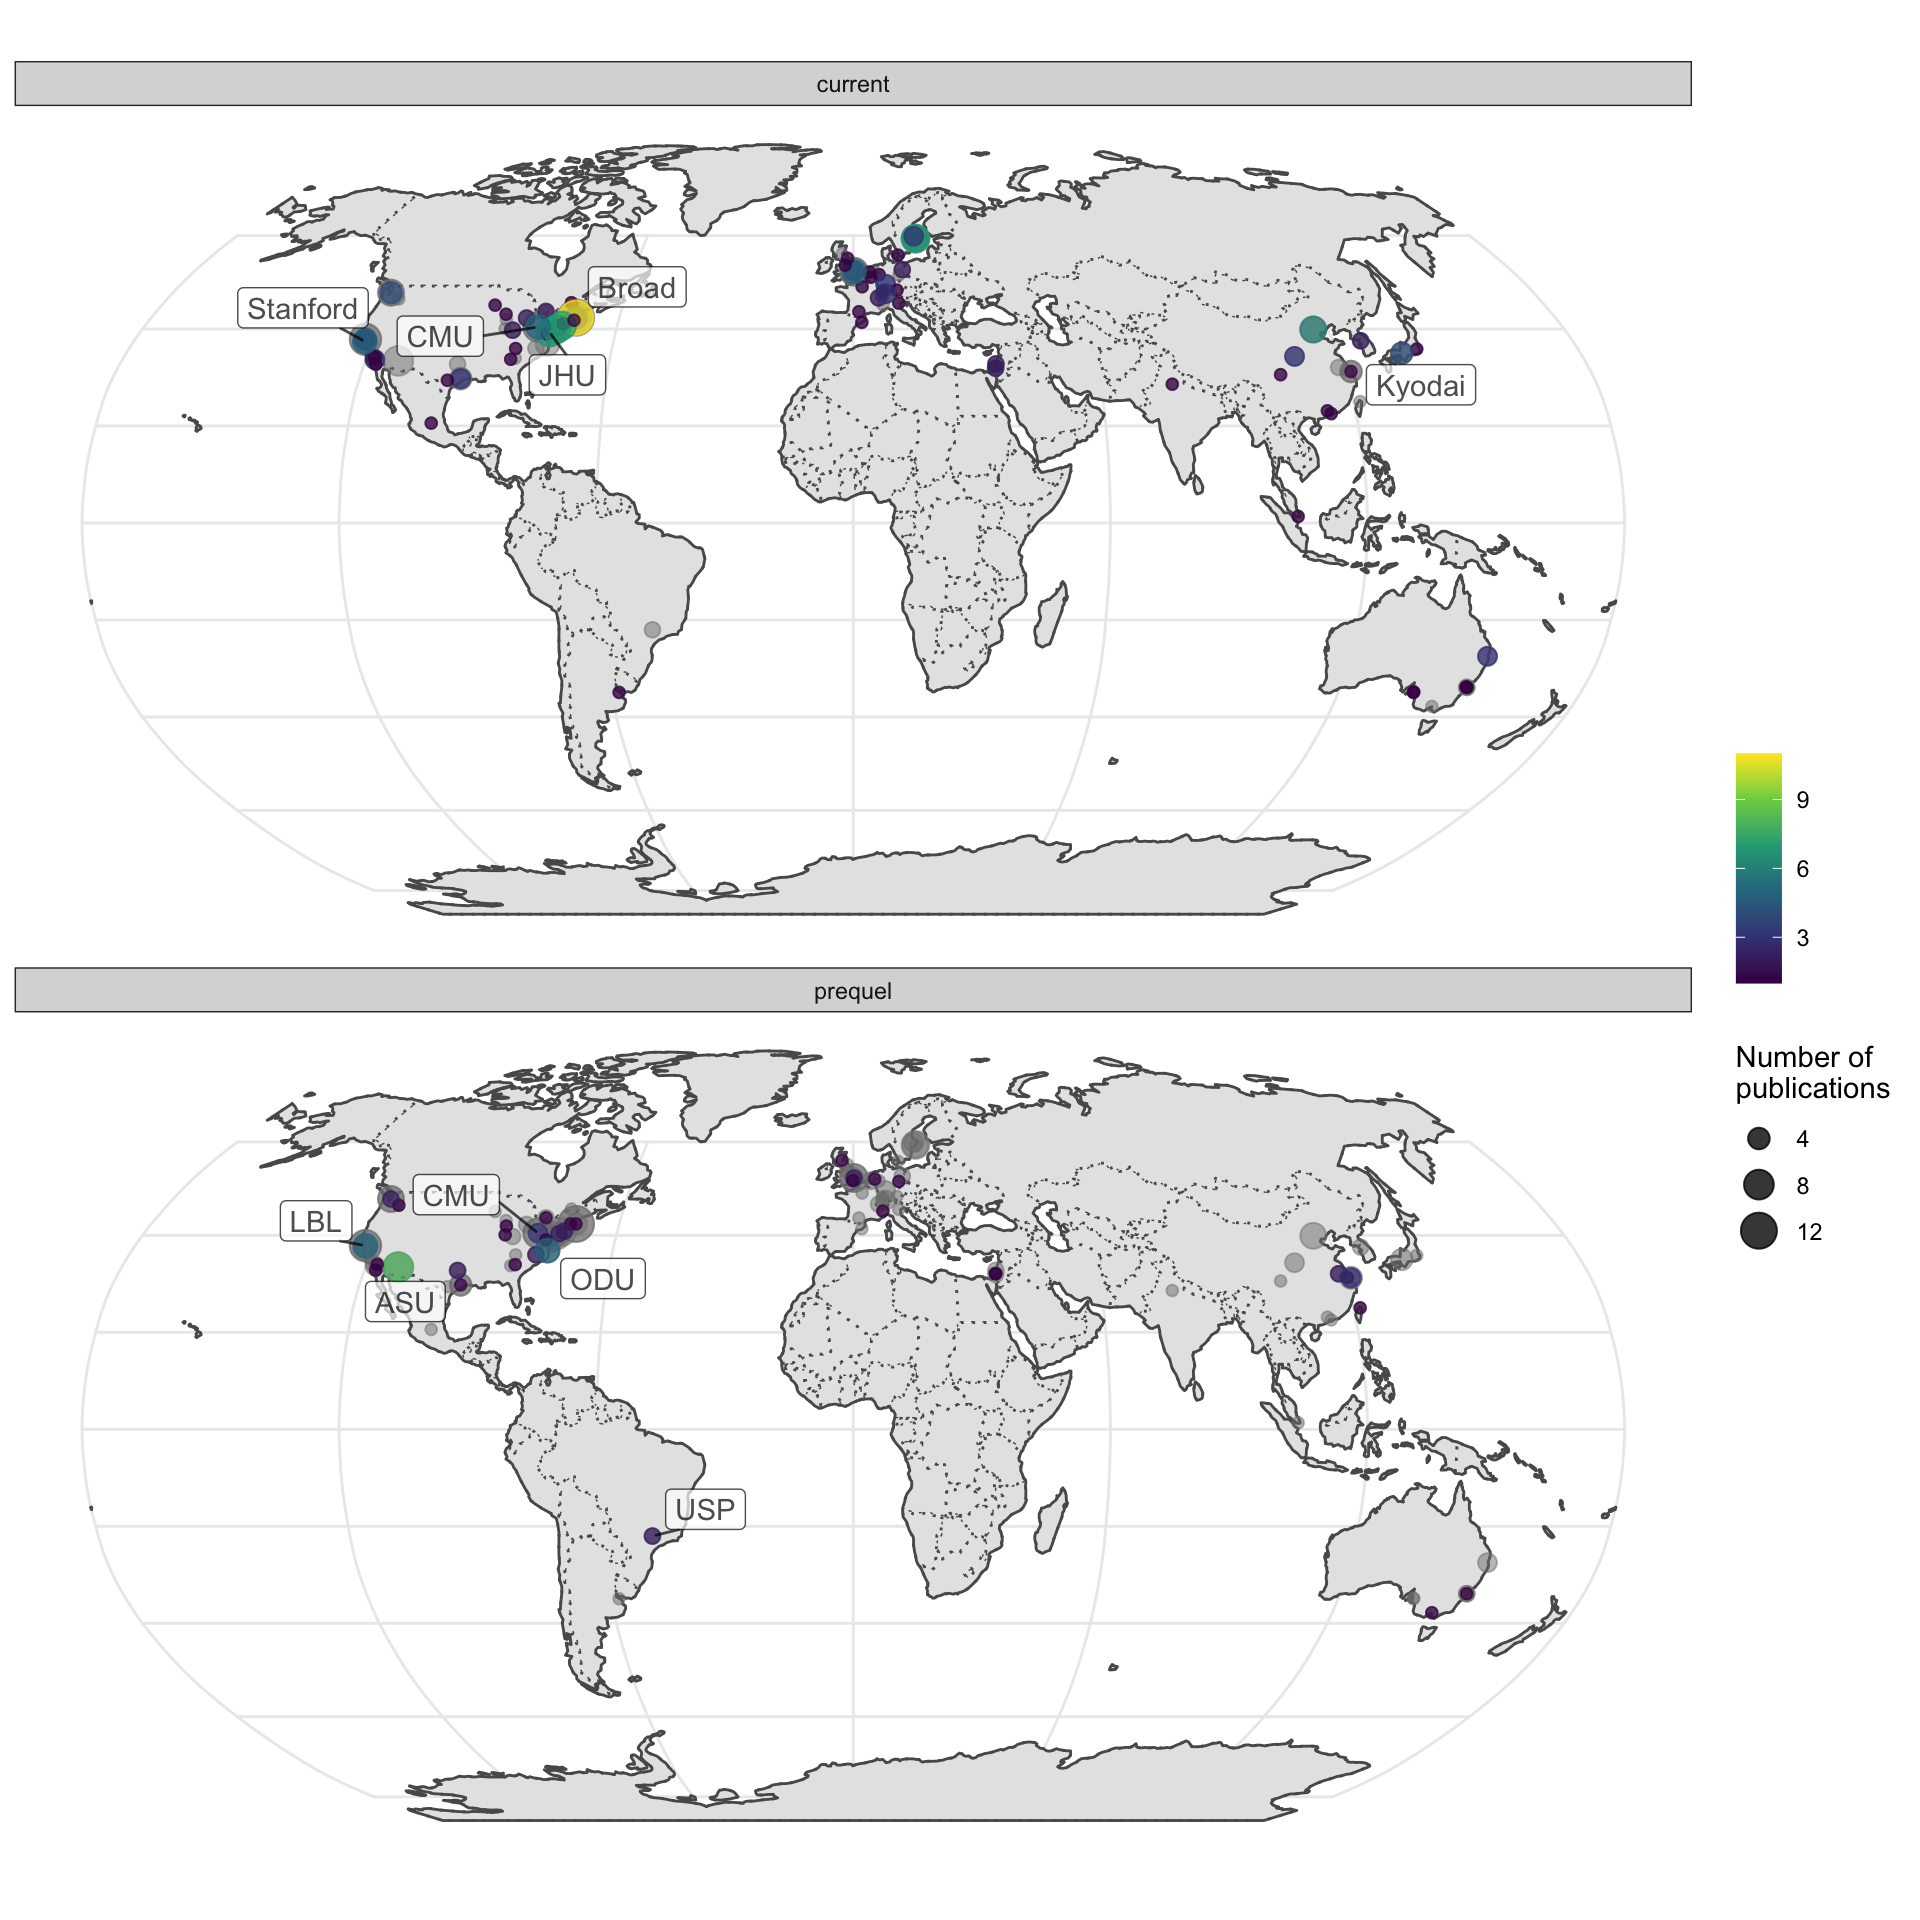 current
Broad
Stanford
CMU
JHU
Kyodai
9
6
3
prequel
Number of
publications
4
8
12
CMU
LBL
ODU
ASU
USP